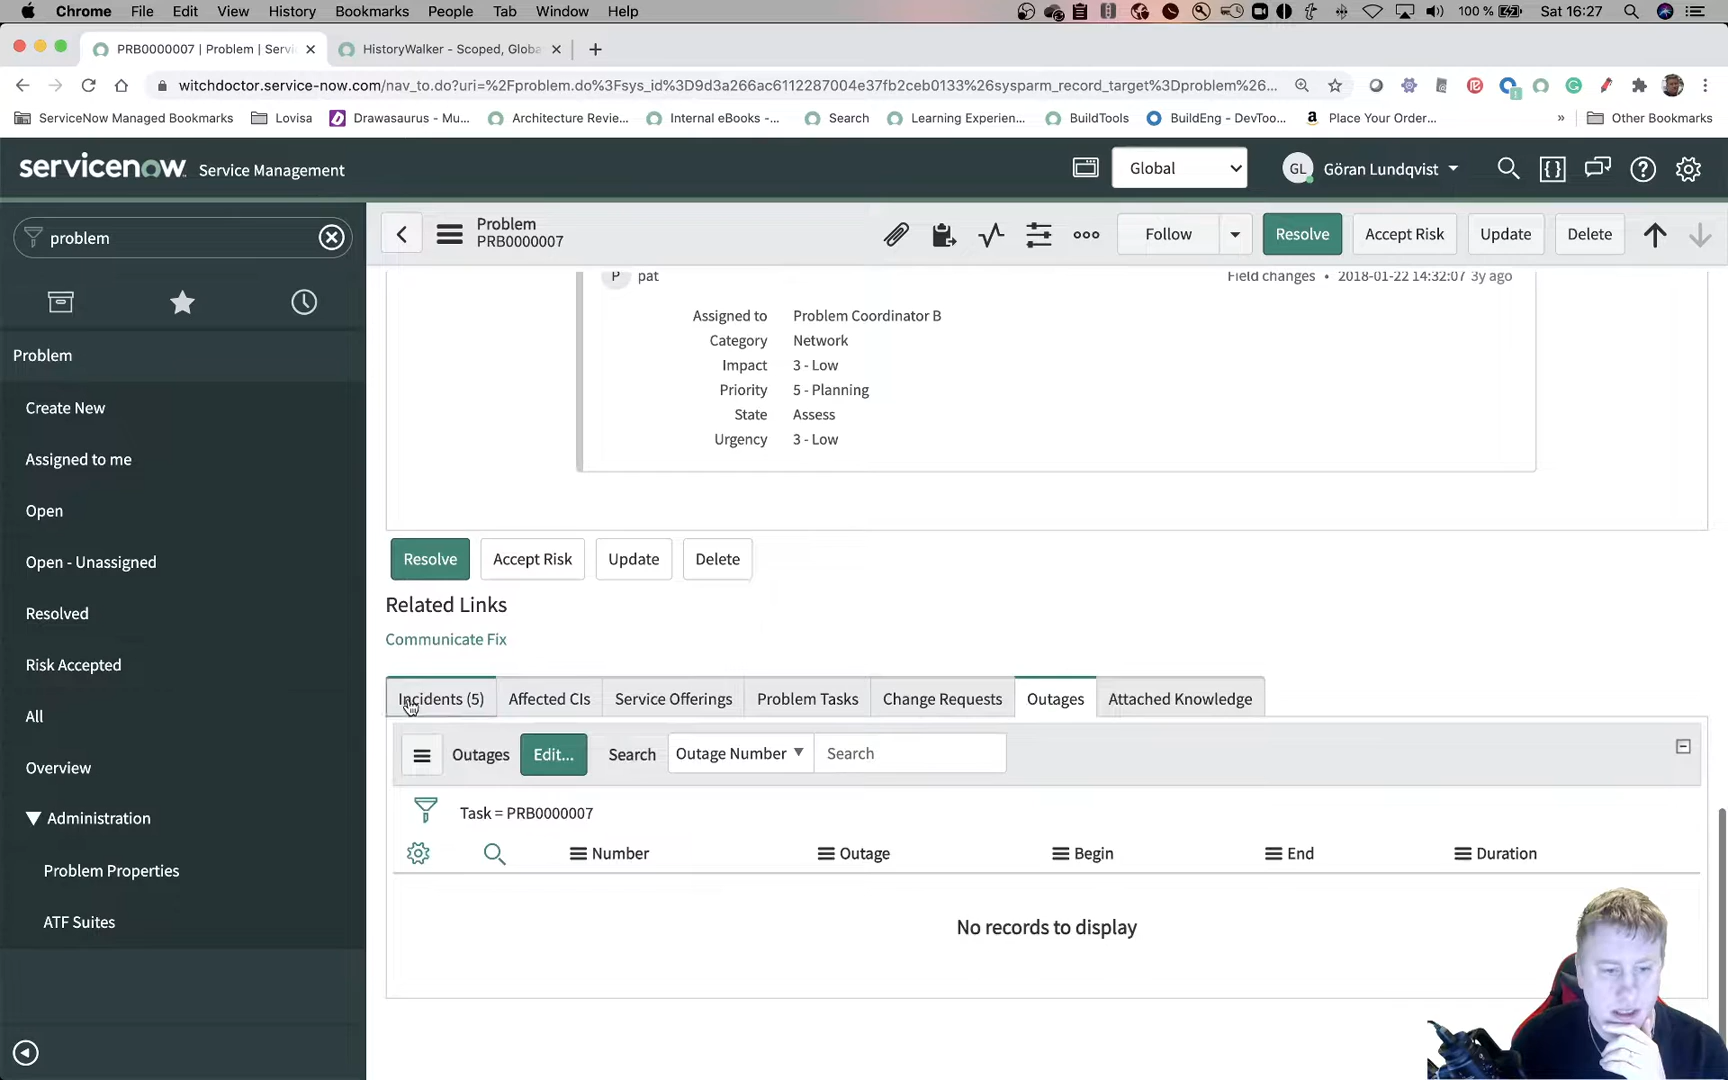 Chrome File Edit View History Bookmarks People Tab Window Help 100 % Sat 16:27
PRB0000007 | Problem | Servi HistoryWalker - Scoped, Globa
witchdoctor.service-now.com/nav_to.do?uri=%2Fproblem.do%3Fsys_id%3D9d3a266ac6112287004e37fb2ceb0133%26sysparm_record_target%3Dproblem%26...
ServiceNow Managed Bookmarks Lovisa Drawasaurus - Mu... Architecture Revie... Internal eBooks -... Search Learning Experien... BuildTools BuildEng - DevToo... Place Your Order... » Other Bookmarks
servicenow Service Management Global GL Göran Lundqvist
problem
Problem
PRB0000007
Follow Resolve Accept Risk Update Delete
P pat Field changes • 2018-01-22 14:32:07 3y ago
Assigned to Problem Coordinator B
Category Network
Impact 3 - Low
Priority 5 - Planning
State Assess
Urgency 3 - Low
Problem
Create New
Assigned to me
Open
Open - Unassigned
Resolved
Risk Accepted
All
Overview
Administration
Problem Properties
ATF Suites
Resolve Accept Risk Update Delete
Related Links
Communicate Fix
Incidents (5) Affected CIs Service Offerings Problem Tasks Change Requests Outages Attached Knowledge
Outages Edit... Search Outage Number Search
Task = PRB0000007
Number Outage Begin End Duration
No records to display